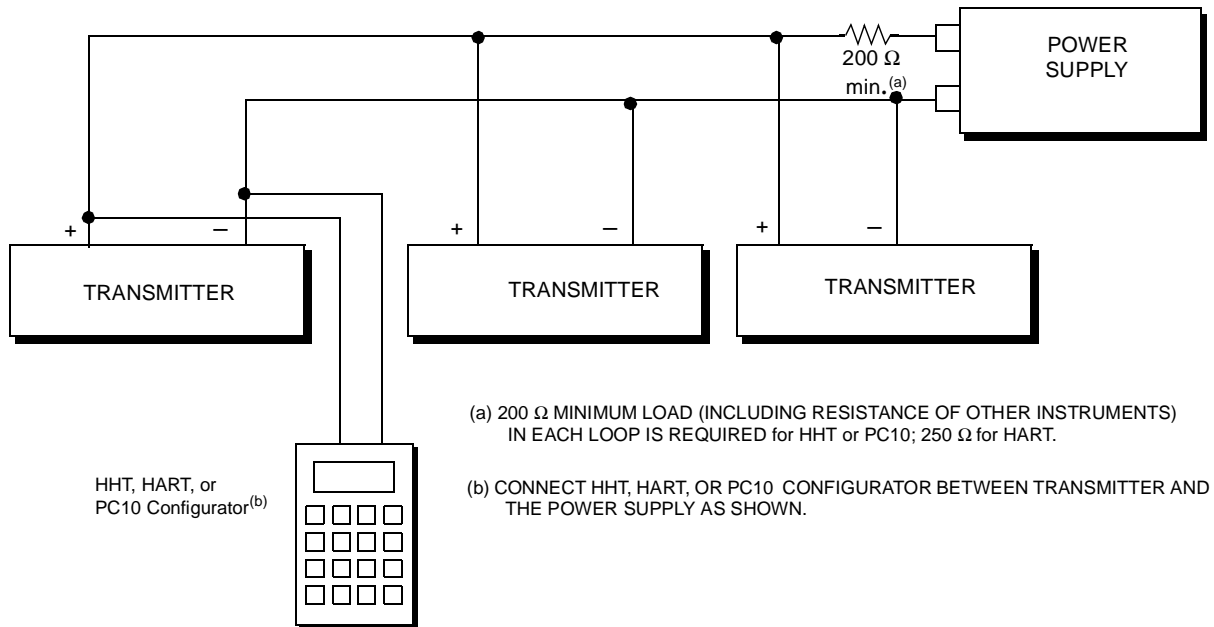 POWER
SUPPLY
200 Ω
min.(a)
+
–
+
–
+
–
TRANSMITTER
TRANSMITTER
TRANSMITTER
(a) 200 Ω MINIMUM LOAD (INCLUDING RESISTANCE OF OTHER INSTRUMENTS)
IN EACH LOOP IS REQUIRED for HHT or PC10; 250 Ω for HART.
HHT, HART, or
PC10 Configurator(b)
(b) CONNECT HHT, HART, OR PC10 CONFIGURATOR BETWEEN TRANSMITTER AND
THE POWER SUPPLY AS SHOWN.